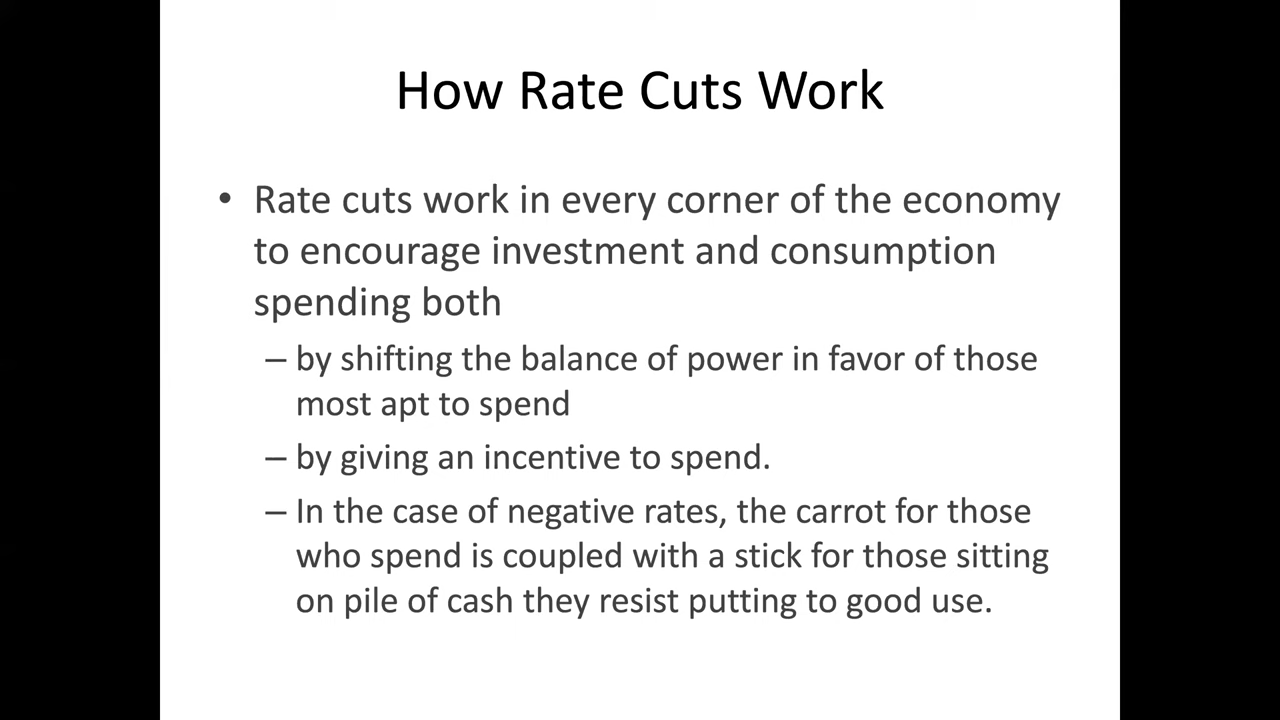 How Rate Cuts Work
• Rate cuts work in every corner of the economy
to encourage investment and consumption
spending both
– by shifting the balance of power in favor of those
most apt to spend
– by giving an incentive to spend.
– In the case of negative rates, the carrot for those
who spend is coupled with a stick for those sitting
on pile of cash they resist putting to good use.